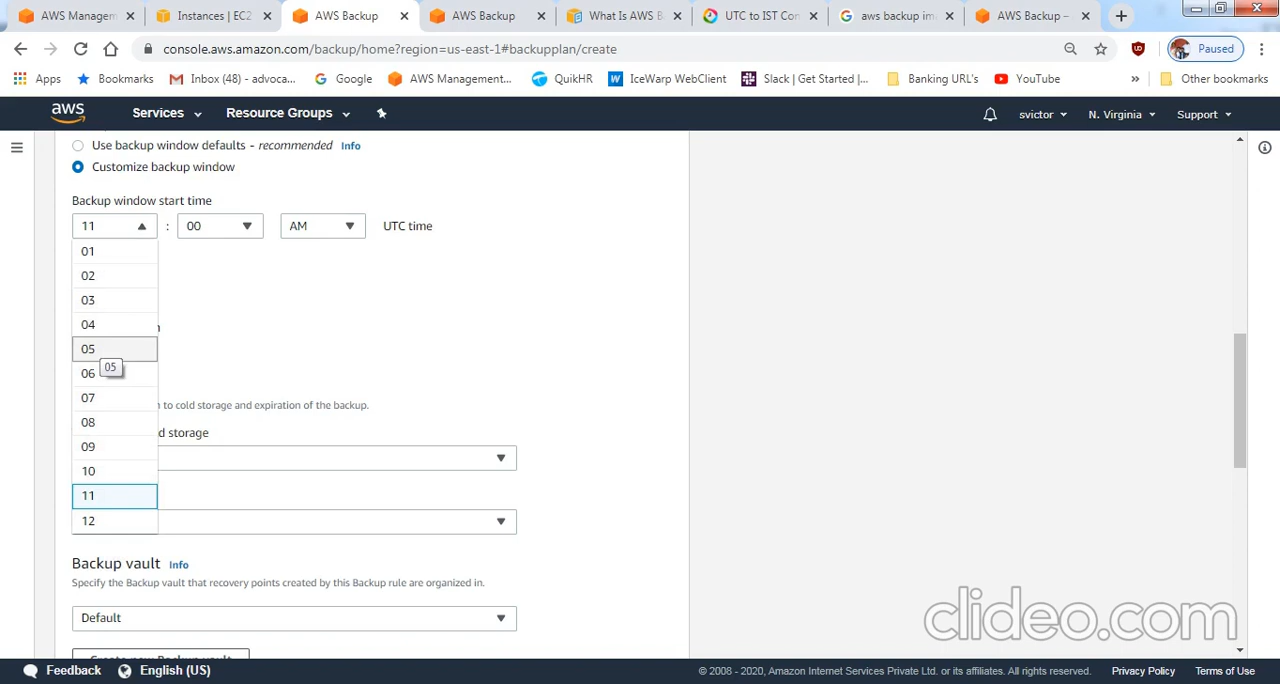 AWS Managem
Instances | EC2
AWS Backup
AWS Backup
What Is AWS B
UTC to IST Con
aws backup im
AWS Backup –
console.aws.amazon.com/backup/home?region=us-east-1#backupplan/create
Paused
Apps
Bookmarks
Inbox (48) - advoca...
Google
AWS Management...
QuikHR
IceWarp WebClient
Slack | Get Started |...
Banking URL's
YouTube
»
Other bookmarks
aws
Services
Resource Groups
svictor
N. Virginia
Support
Use backup window defaults - recommended Info
Customize backup window
Backup window start time
11 : 00 AM UTC time
01
02
03
04
05
05
06
07
to cold storage and expiration of the backup.
08
d storage
09
10
11
12
Backup vault Info
Specify the Backup vault that recovery points created by this Backup rule are organized in.
Default
Create new Backup vault
clideo.com
Feedback
English (US)
© 2008 - 2020, Amazon Internet Services Private Ltd. or its affiliates. All rights reserved.
Privacy Policy
Terms of Use